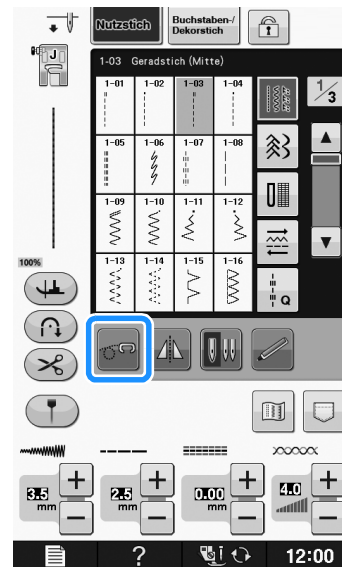 Nutzstich
Buchstaben-/
Dekorstich
J
1-03 Geradstich (Mitte)
1-01 1-02 1-03 1-04
1/3
1-05 1-06 1-07 1-08
1-09 1-10 1-11 1-12
1-13 1-14 1-15 1-16
Q
100%
3.5 mm
2.5 mm
0.00 mm
4.0
?
12:00